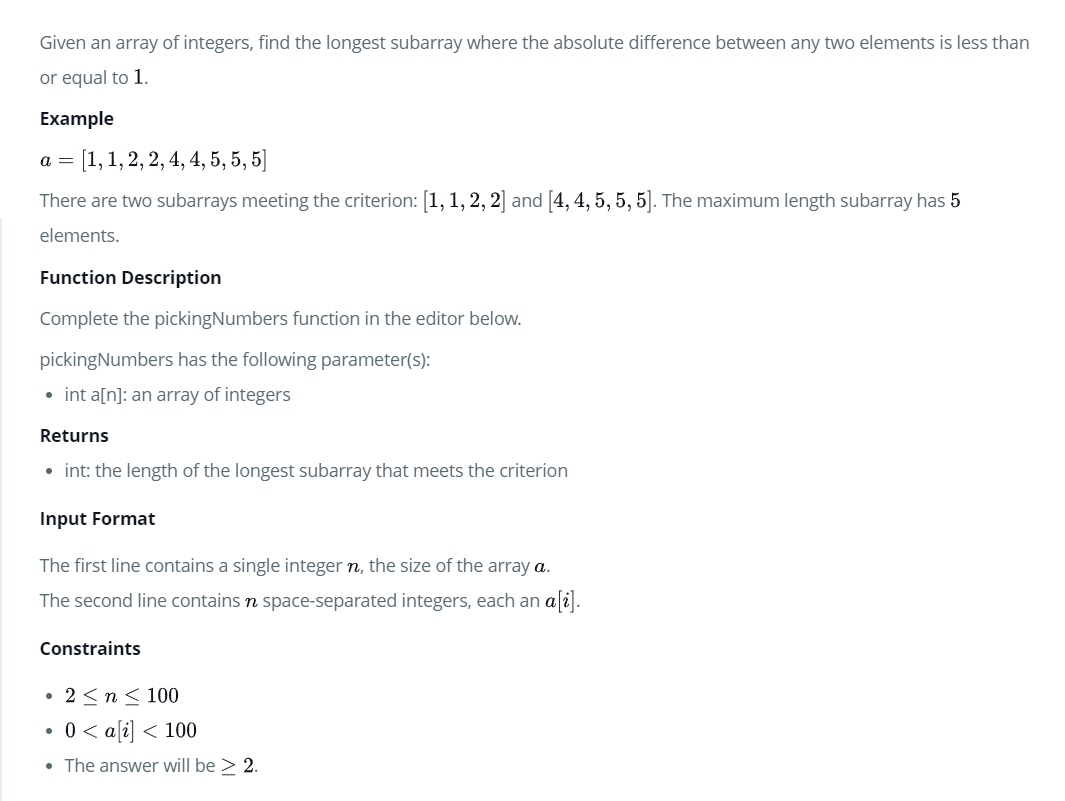 Given an array of integers, find the longest subarray where the absolute difference between any two elements is less than
or equal to 1.
Example
a = [1, 1, 2, 2, 4, 4, 5, 5, 5]
There are two subarrays meeting the criterion: [1, 1, 2, 2] and [4, 4, 5, 5, 5]. The maximum length subarray has 5
elements.
Function Description
Complete the pickingNumbers function in the editor below.
pickingNumbers has the following parameter(s):
• int a[n]: an array of integers
Returns
• int: the length of the longest subarray that meets the criterion
Input Format
The first line contains a single integer n, the size of the array a.
The second line contains n space-separated integers, each an a[i].
Constraints
• 2 ≤ n ≤ 100
• 0 < a[i] < 100
• The answer will be ≥ 2.